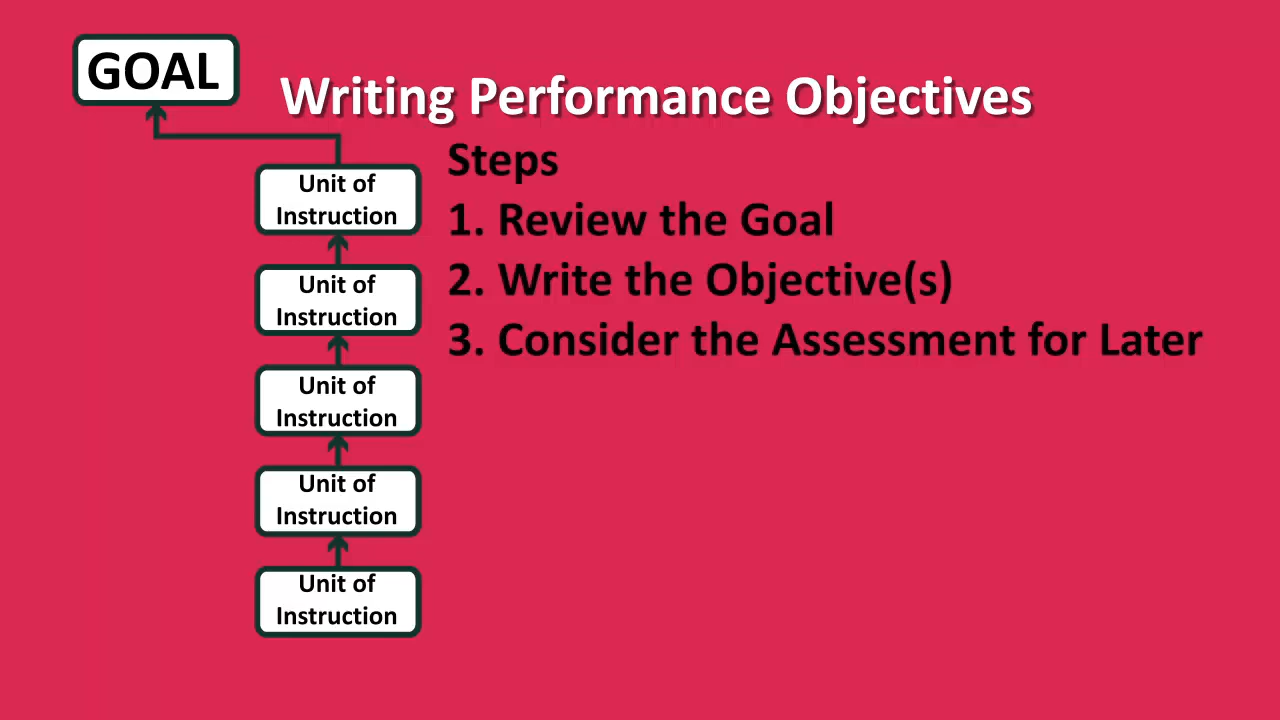 GOAL
Writing Performance Objectives
Steps
1. Review the Goal
2. Write the Objective(s)
3. Consider the Assessment for Later
Unit of
Instruction
Unit of
Instruction
Unit of
Instruction
Unit of
Instruction
Unit of
Instruction